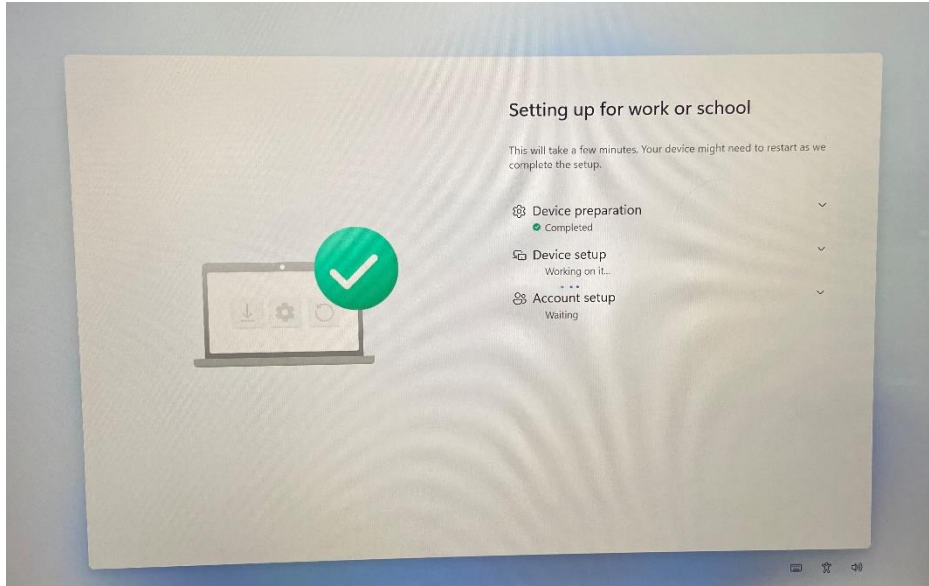 Setting up for work or school
This will take a few minutes. Your device might need to restart as we
complete the setup.
Device preparation
Completed
Device setup
Working on it...
Account setup
Waiting